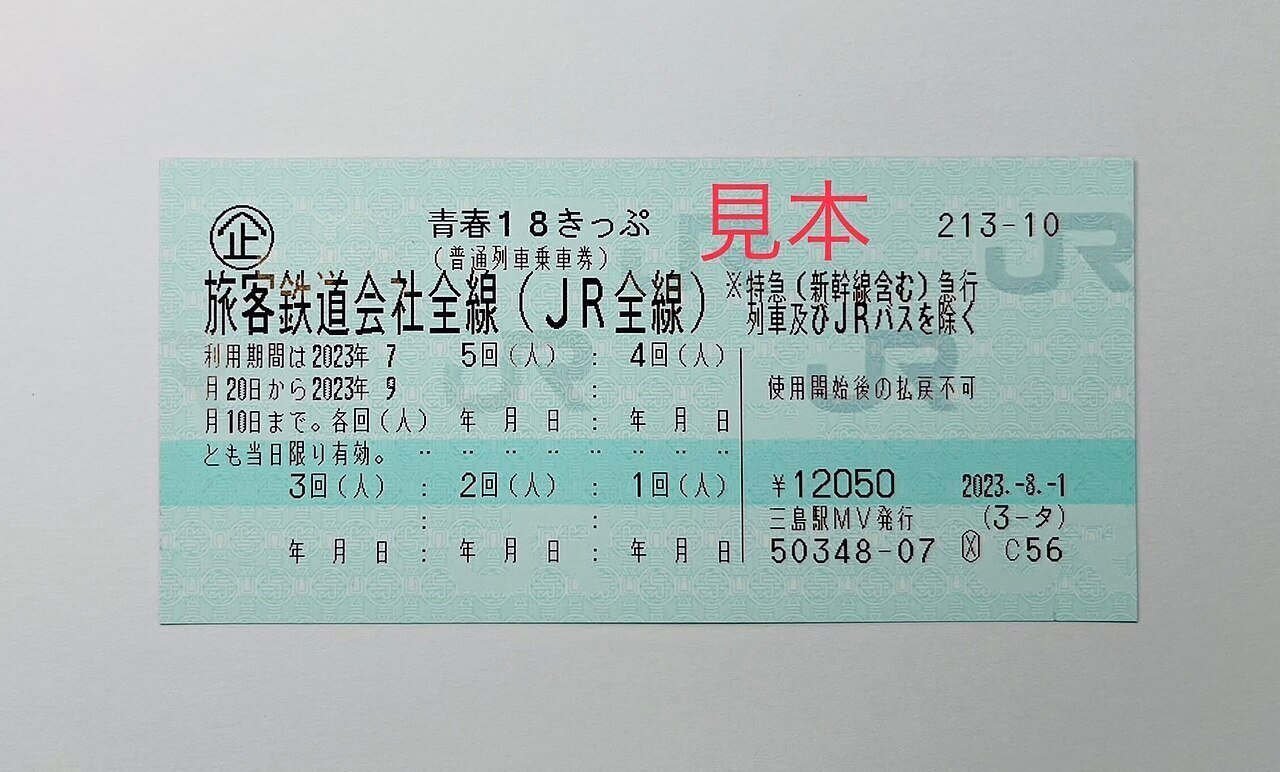 企 青春18きっぷ 見本 213-10
(普通列車乗車券)
旅客鉄道会社全線(JR全線) ※特急(新幹線含む)急行
列車及びJRバスを除く
利用期間は2023年 7 5回(人) : 4回(人)
月20日から2023年 9 : 使用開始後の払戻不可
月10日まで。各回(人) 年 月 日 : 年 月 日
とも当日限り有効。 ‥ ‥ ‥ ‥ ‥ ‥ ‥ ‥
3回(人) : 2回(人) : 1回(人) ¥12050 2023.-8.-1
: : 三島駅MV発行 (3-タ)
年 月 日 : 年 月 日 : 年 月 日 50348-07 Ⓧ C56
JR
JR
JR